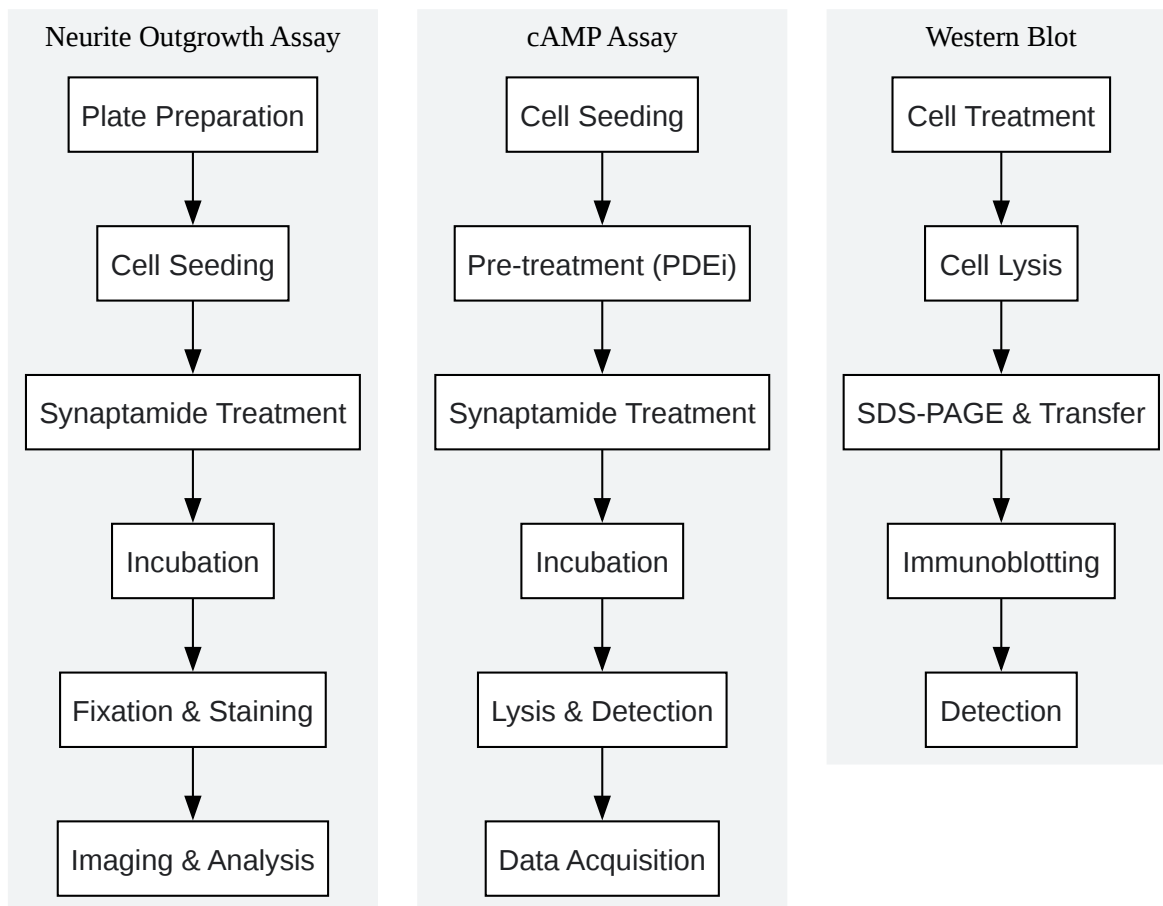 Neurite Outgrowth Assay
Plate Preparation
Cell Seeding
Synaptamide Treatment
Incubation
Fixation & Staining
Imaging & Analysis
cAMP Assay
Cell Seeding
Pre-treatment (PDEi)
Synaptamide Treatment
Incubation
Lysis & Detection
Data Acquisition
Western Blot
Cell Treatment
Cell Lysis
SDS-PAGE & Transfer
Immunoblotting
Detection